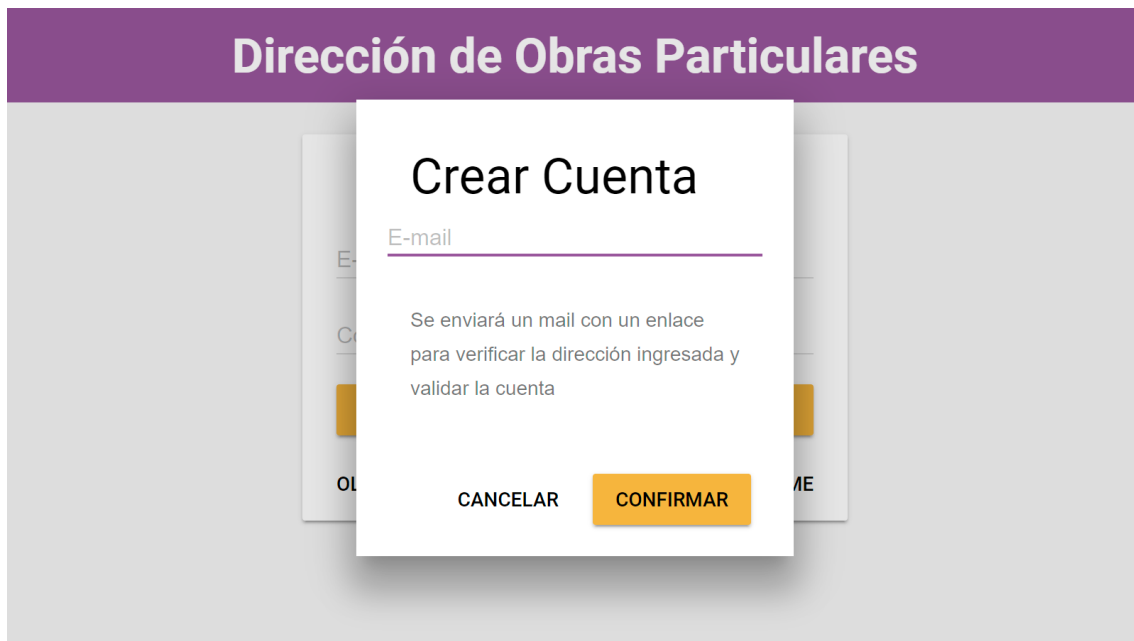 Dirección de Obras Particulares
Crear Cuenta
E-mail
Se enviará un mail con un enlace
para verificar la dirección ingresada y
validar la cuenta
CANCELAR
CONFIRMAR